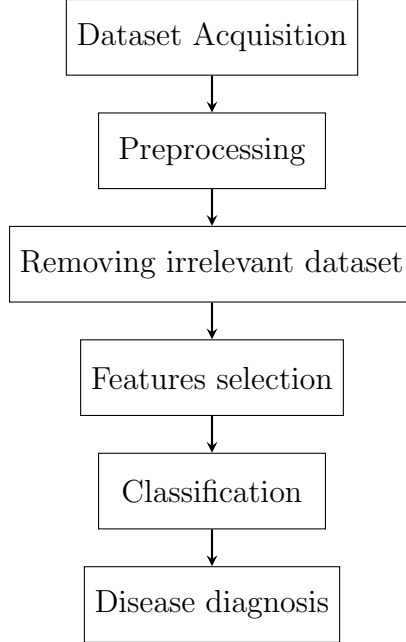 Dataset Acquisition
Preprocessing
Removing irrelevant dataset
Features selection
Classification
Disease diagnosis